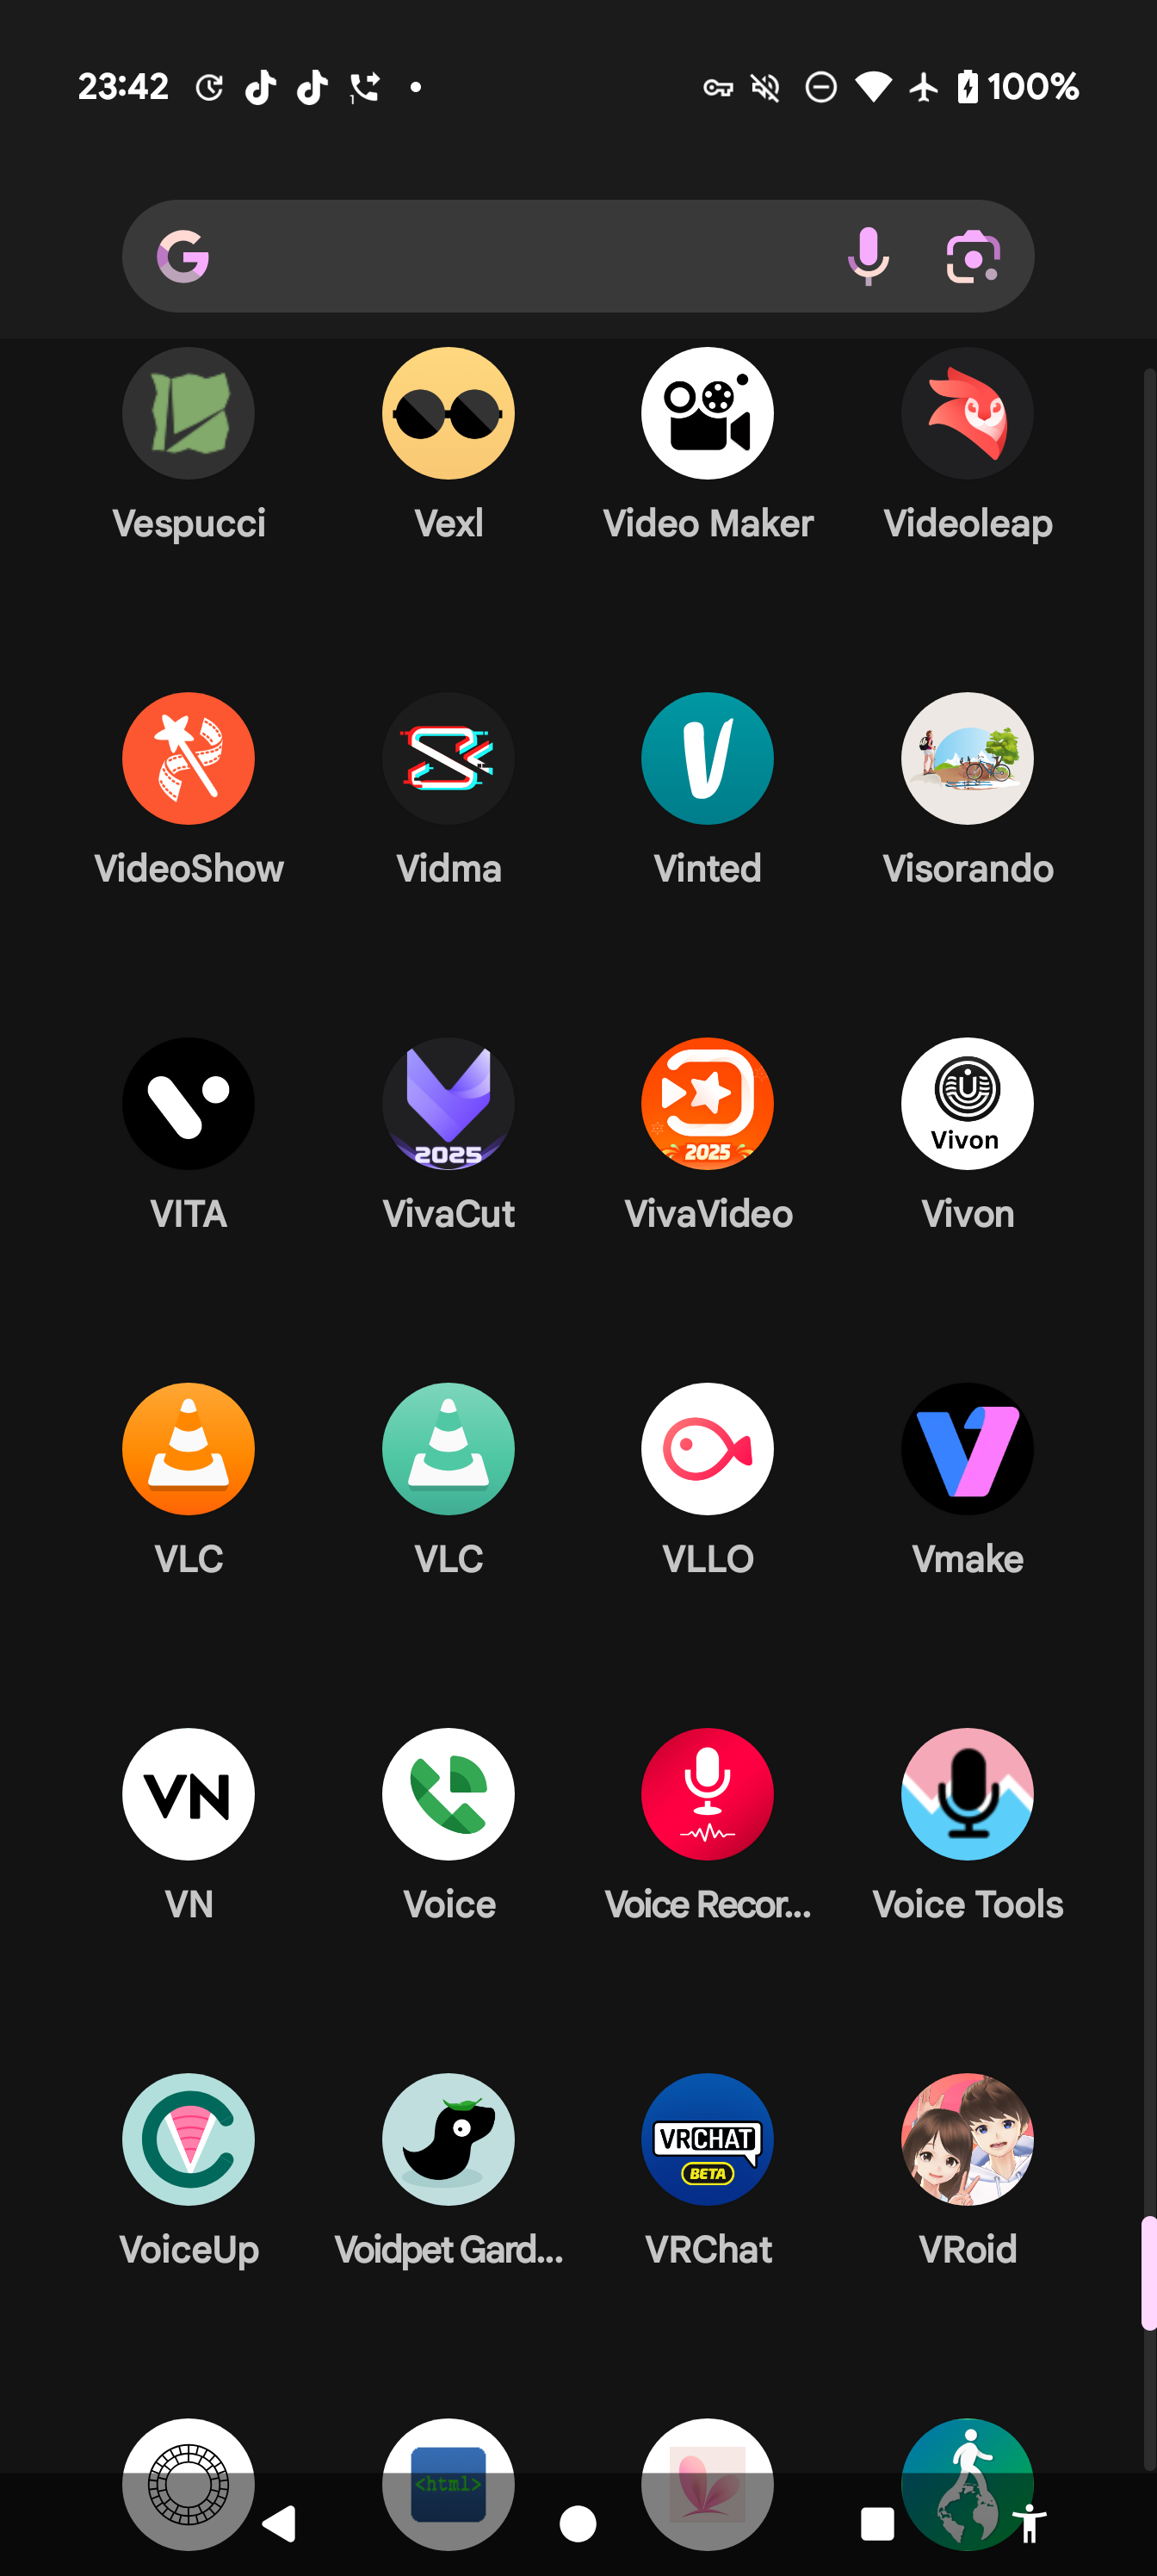 23:42 100%
Vespucci Vexl Video Maker Videoleap
VideoShow Vidma Vinted Visorando
2025 2025 Vivon
VITA VivaCut VivaVideo Vivon
VLC VLC VLLO Vmake
VN
VN Voice Voice Recor... Voice Tools
VRCHAT
BETA
VoiceUp Voidpet Gard... VRChat VRoid
<html>